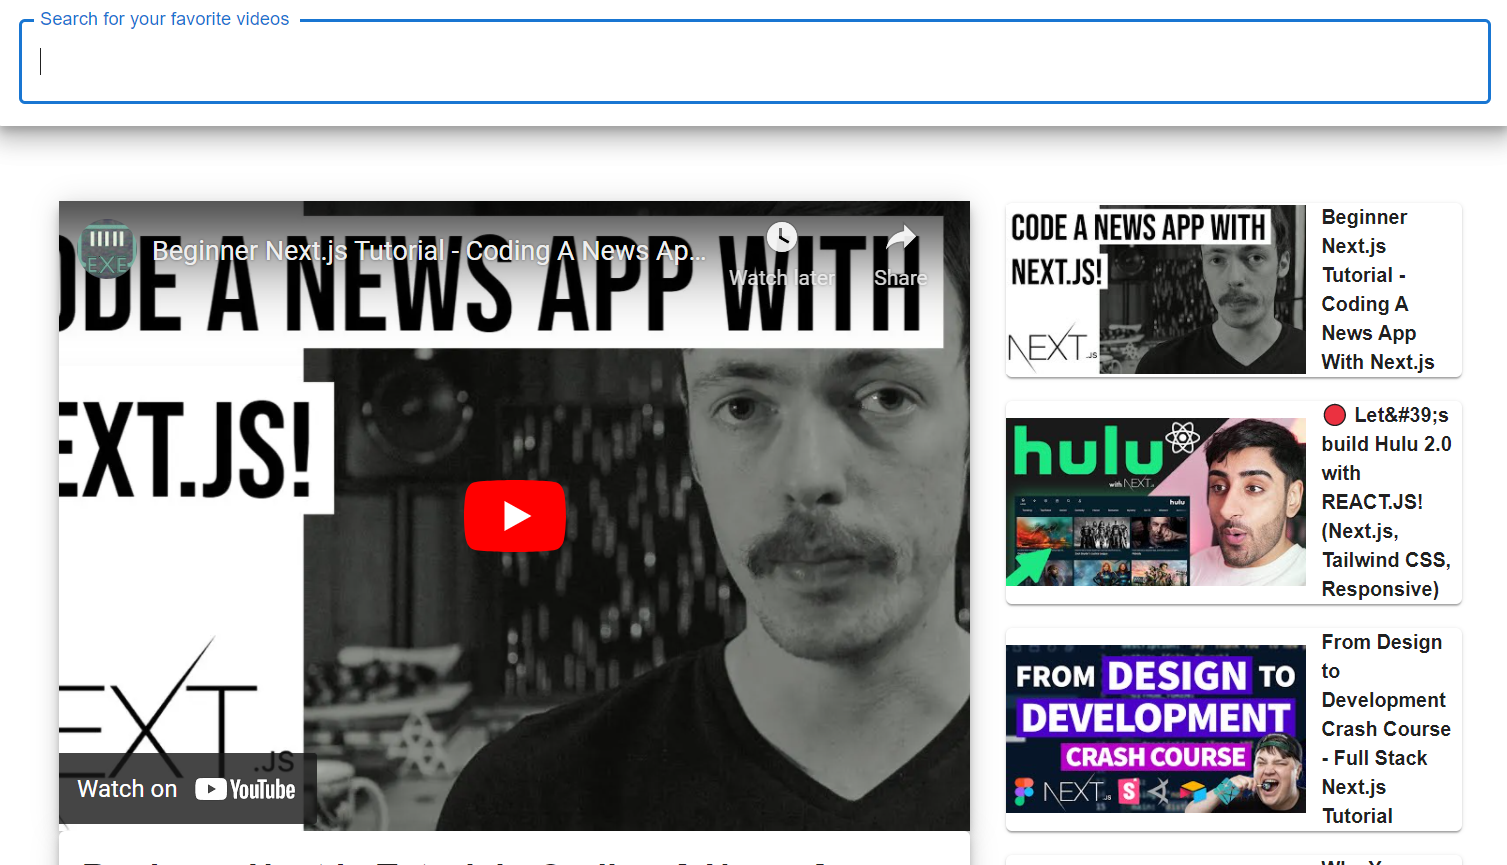 Search for your favorite videos
EXE
Beginner Next.js Tutorial - Coding A News Ap...
Watch later
Share
CODE A NEWS APP WITH
NEXT.JS!
NEXT.JS
Watch on YouTube
CODE A NEWS APP WITH
NEXT.JS!
NEXT.JS
Beginner
Next.js
Tutorial -
Coding A
News App
With Next.js
hulu
with NEXT.js
hulu
🔴 Let&#39;s
build Hulu 2.0
with
REACT.JS!
(Next.js,
Tailwind CSS,
Responsive)
FROM DESIGN TO
DEVELOPMENT
CRASH COURSE
NEXT.JS
S
From Design
to
Development
Crash Course
- Full Stack
Next.js
Tutorial